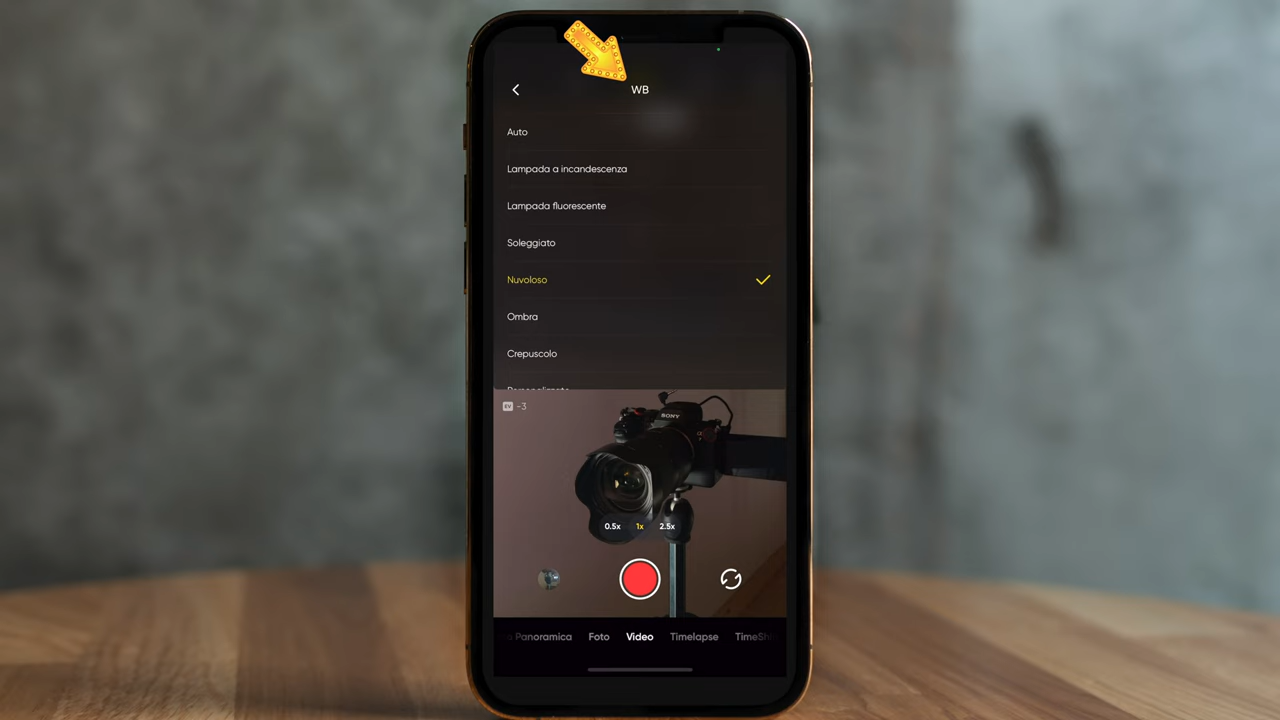 WB
Auto
Lampada a incandescenza
Lampada fluorescente
Soleggiato
Nuvoloso
Ombra
Crepuscolo
EV -3
SONY
0.5x 1x 2.5x
Panoramica Foto Video Timelapse